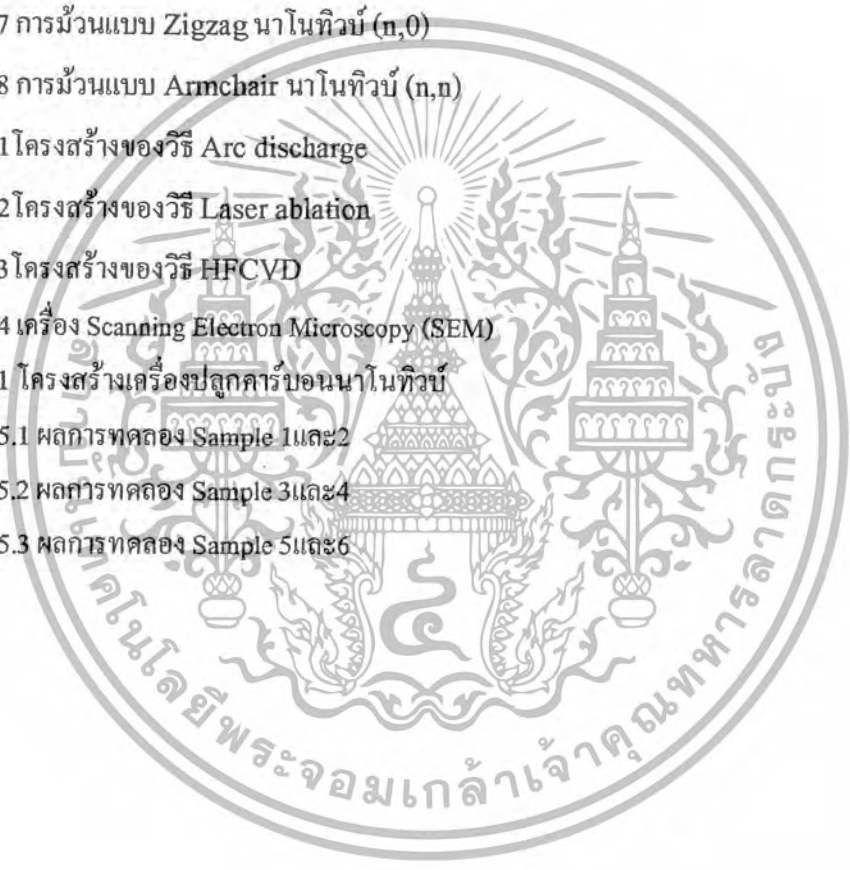 7 การม้วนแบบ Zigzag นาโนทิวบ์ (n,0)
8 การม้วนแบบ Armchair นาโนทิวบ์ (n,n)
1 โครงสร้างของวิธี Arc discharge
2 โครงสร้างของวิธี Laser ablation
3 โครงสร้างของวิธี HFCVD
4 เครื่อง Scanning Electron Microscopy (SEM)
1 โครงสร้างเครื่องปลูกคาร์บอนนาโนทิวบ์
5.1 ผลการทดลอง Sample 1และ2
5.2 ผลการทดลอง Sample 3และ4
5.3 ผลการทดลอง Sample 5และ6
สถาบันเทคโนโลยีพระจอมเกล้าเจ้าคุณทหารลาดกระบัง